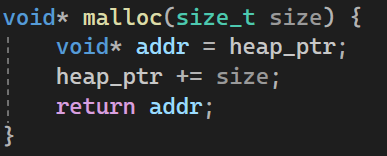 void* malloc(size_t size) {
    void* addr = heap_ptr;
    heap_ptr += size;
    return addr;
}